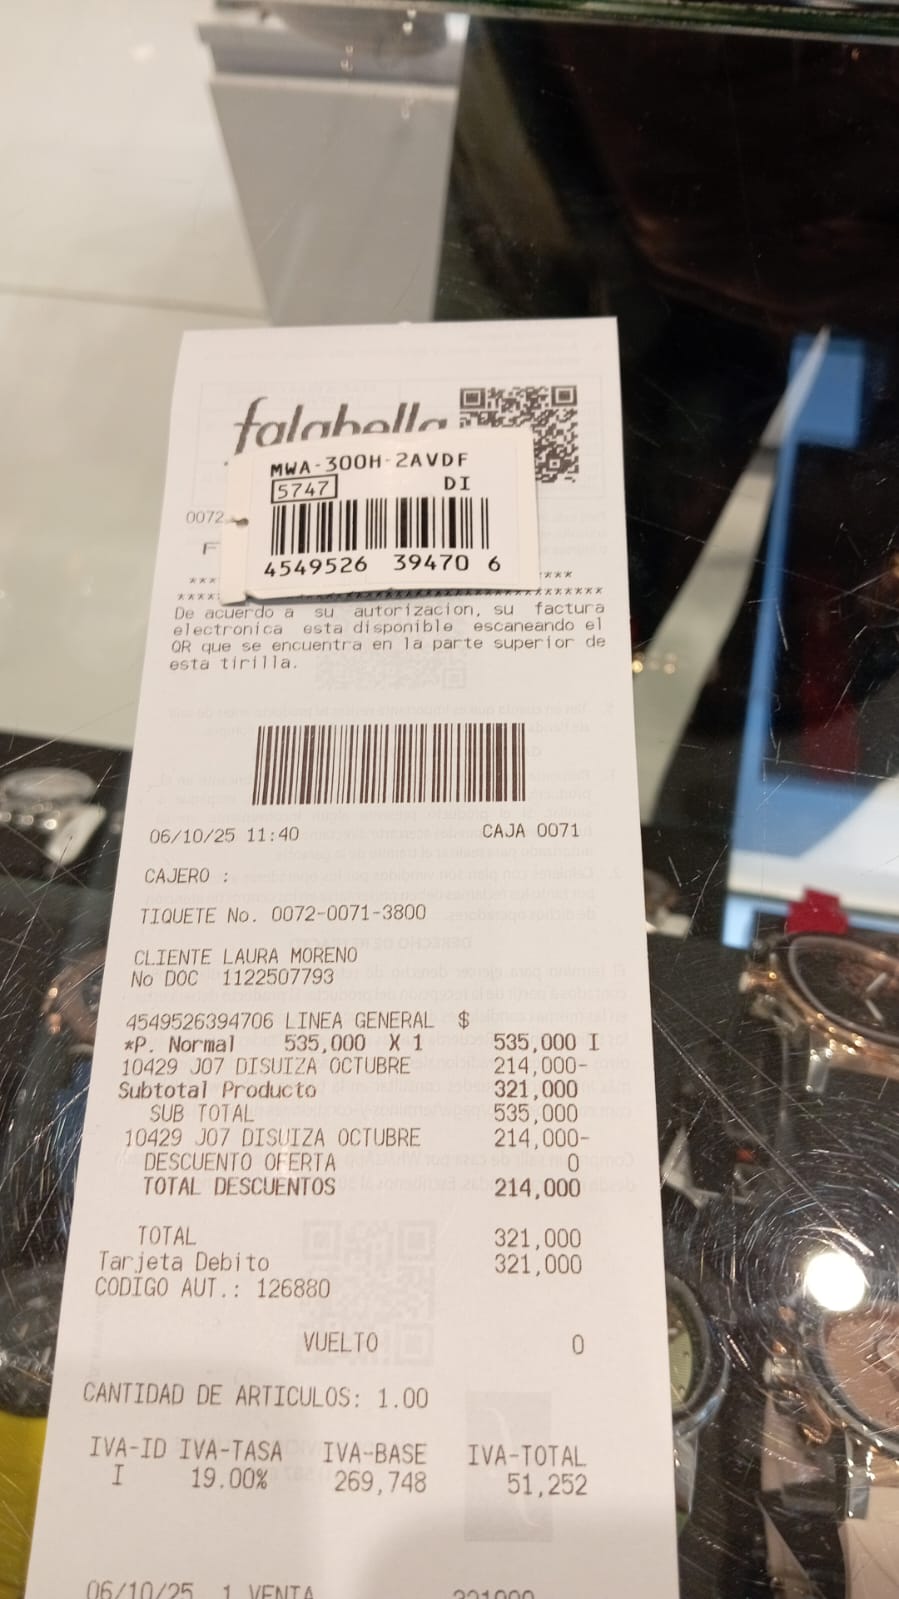 falabella
MWA-300H-2AVDF
5747 DI
4549526 39470 6
0072
F
***
***
De acuerdo a su autorizacion, su factura
electronica esta disponible escaneando el
QR que se encuentra en la parte superior de
esta tirilla.
06/10/25 11:40 CAJA 0071
CAJERO :
TIQUETE No. 0072-0071-3800
CLIENTE LAURA MORENO
No DOC 1122507793
4549526394706 LINEA GENERAL $
*P. Normal 535,000 X 1 535,000 I
10429 J07 DISUIZA OCTUBRE 214,000-
Subtotal Producto 321,000
SUB TOTAL 535,000
10429 J07 DISUIZA OCTUBRE 214,000-
DESCUENTO OFERTA 0
TOTAL DESCUENTOS 214,000
TOTAL 321,000
Tarjeta Debito 321,000
CODIGO AUT.: 126880
VUELTO 0
CANTIDAD DE ARTICULOS: 1.00
IVA-ID IVA-TASA IVA-BASE IVA-TOTAL
I 19.00% 269,748 51,252
06/10/25 1 VENTA 321000